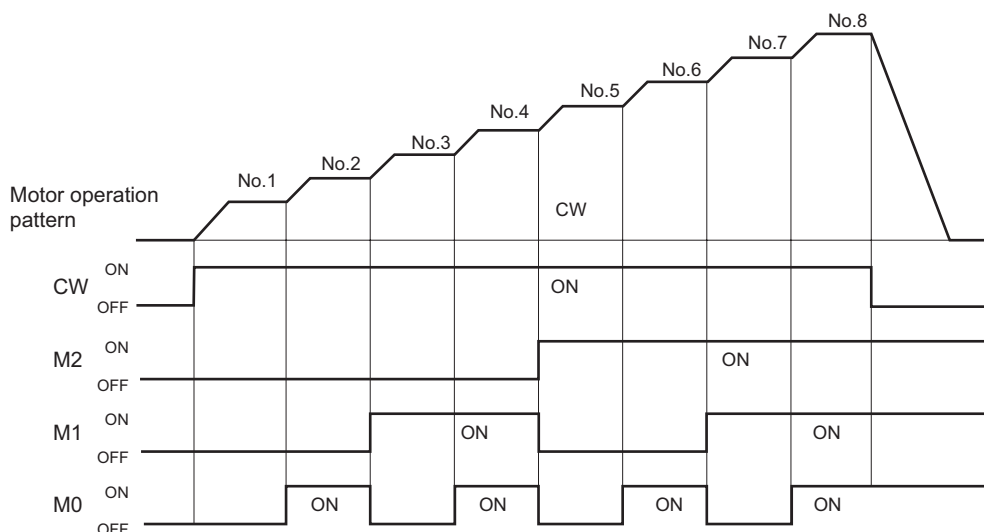 No.8
No.7
No.6
No.5
No.4
No.3
No.2
No.1
Motor operation
pattern
CW
ON
CW
ON
OFF
ON
M2
ON
OFF
ON
M1
ON
ON
OFF
ON
M0
ON
ON
ON
ON
OFF